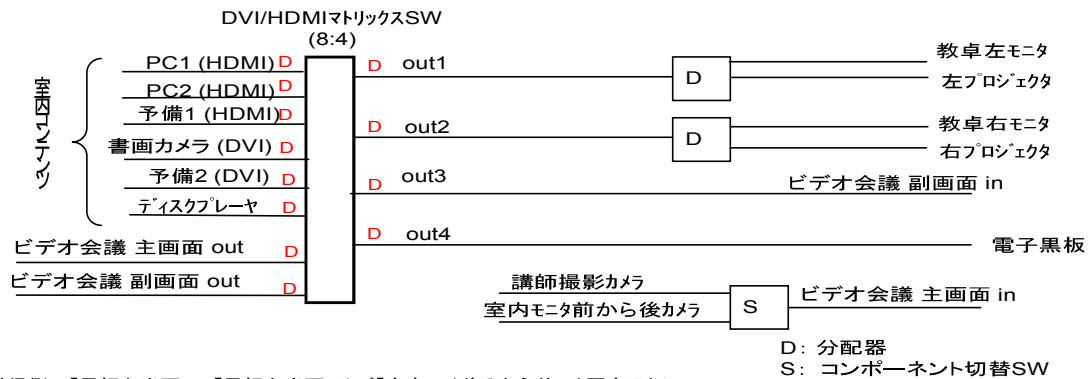 DVI/HDMIマトリックスSW
(8:4)
室内コンテンツ
PC1 (HDMI) D
PC2 (HDMI) D
予備1 (HDMI) D
書画カメラ (DVI) D
予備2 (DVI) D
ディスクプレーヤ D
ビデオ会議 主画面 out D
ビデオ会議 副画面 out D
D out1
D
教卓左モニタ
左プロジェクタ
D out2
D
教卓右モニタ
右プロジェクタ
D out3
ビデオ会議 副画面 in
D out4
電子黒板
講師撮影カメラ
室内モニタ前から後カメラ
S
ビデオ会議 主画面 in
D: 分配器
S: コンポーネント切替SW